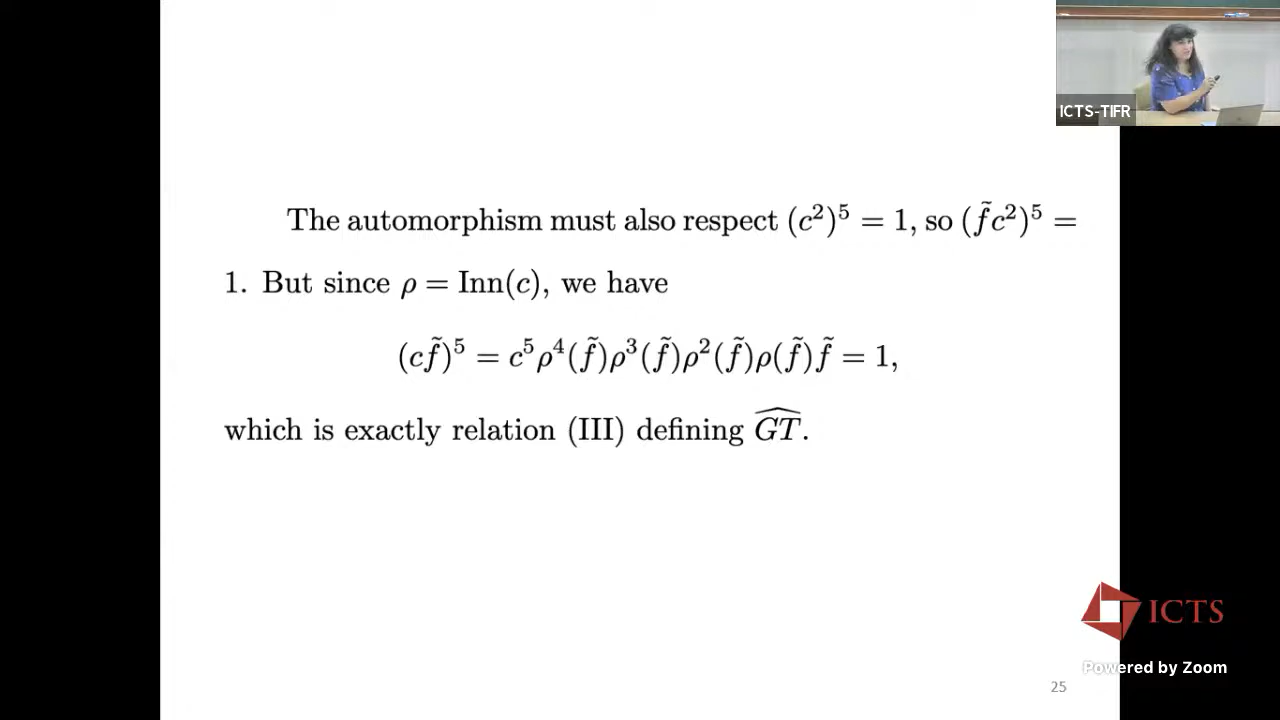 ICTS-TIFR
The automorphism must also respect (c²)⁵ = 1, so (f̃c²)⁵ =
1. But since ρ = Inn(c), we have
(cf̃)⁵ = c⁵ρ⁴(f̃)ρ³(f̃)ρ²(f̃)ρ(f̃)f̃ = 1,
which is exactly relation (III) defining \widehat{GT}.
ICTS
Powered by Zoom
25